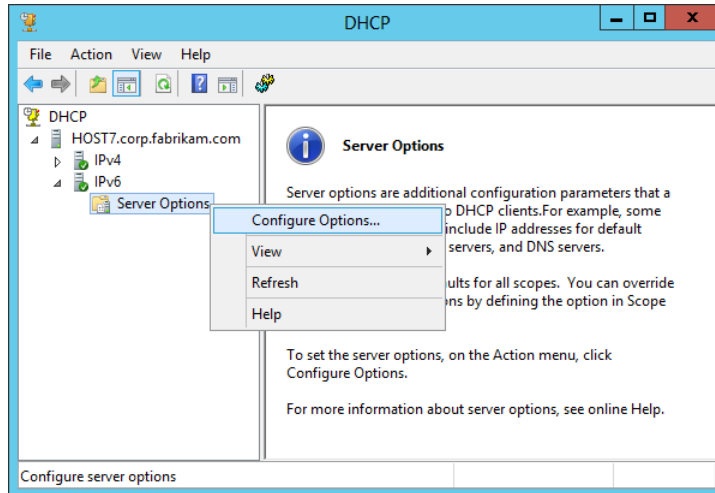 DHCP
File Action View Help
DHCP
HOST7.corp.fabrikam.com
IPv4
IPv6
Server Options
Configure Options...
View
Refresh
Help
Server Options
Server options are additional configuration parameters that a
o DHCP clients.For example, some
include IP addresses for default
servers, and DNS servers.
ults for all scopes. You can override
ns by defining the option in Scope
To set the server options, on the Action menu, click
Configure Options.
For more information about server options, see online Help.
Configure server options